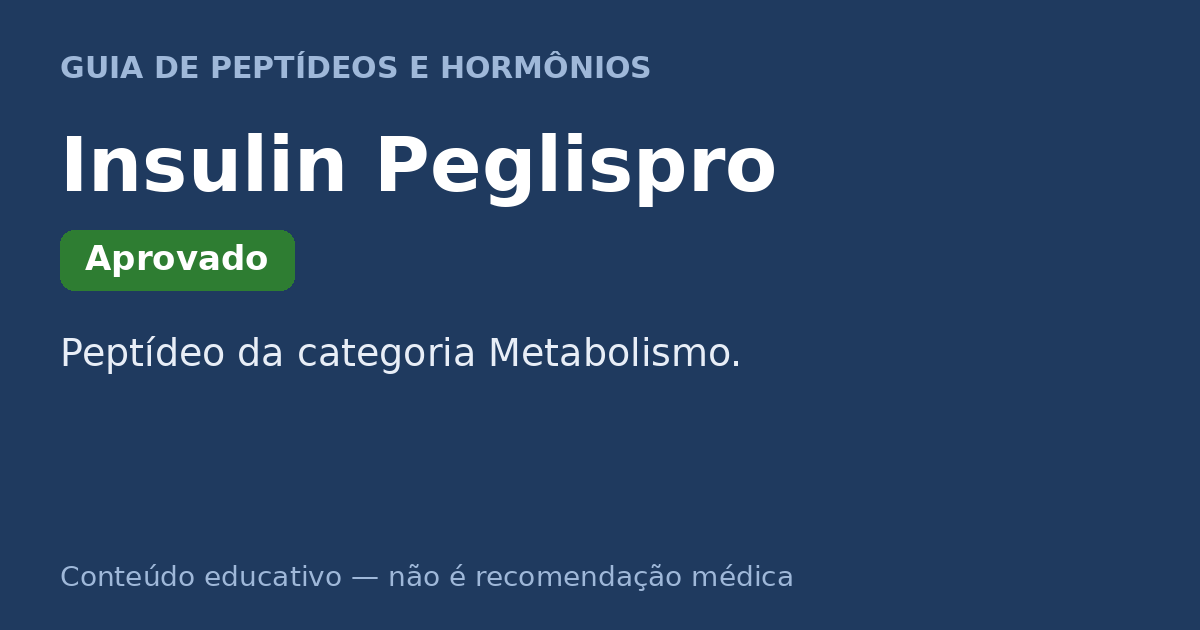 GUIA DE PEPTÍDEOS E HORMÔNIOS
Insulin Peglispro
Aprovado
Peptídeo da categoria Metabolismo.
Conteúdo educativo — não é recomendação médica